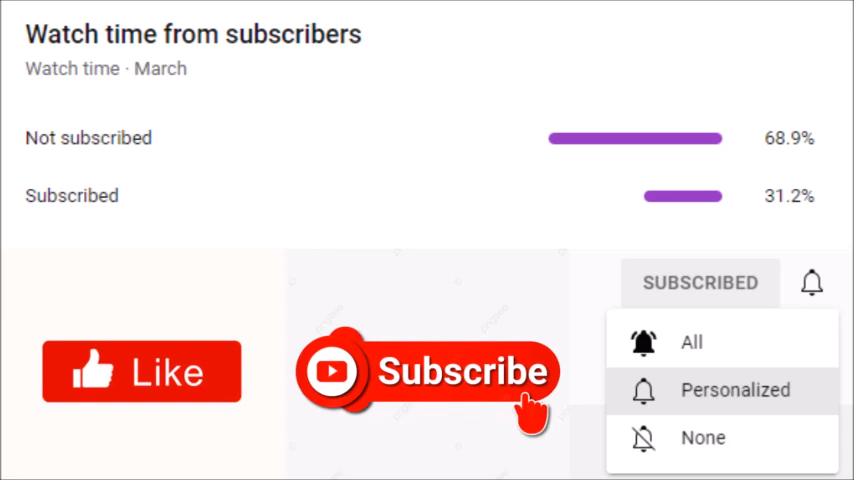 Watch time from subscribers
Watch time · March
Not subscribed 68.9%
Subscribed 31.2%
SUBSCRIBED
All
Like
Subscribe
Personalized
None